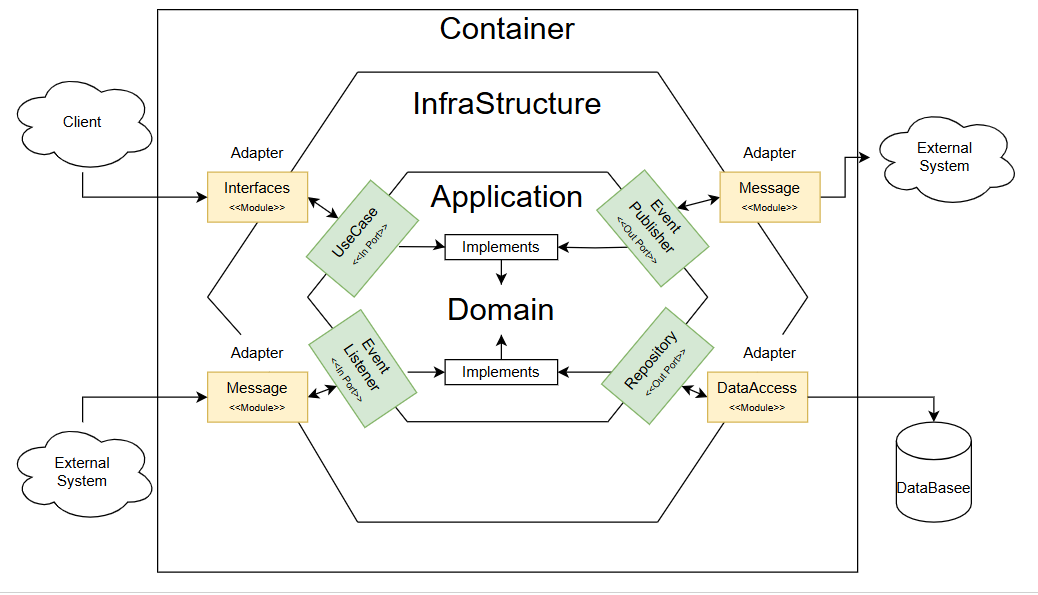 Container
InfraStructure
Client
Adapter
Interfaces
<<Module>>
Adapter
Message
<<Module>>
External
System
Application
UseCase
<<In Port>>
Event
Publisher
<<Out Port>>
Implements
Domain
Implements
Event
Listener
<<In Port>>
Repository
<<Out Port>>
Adapter
Message
<<Module>>
Adapter
DataAccess
<<Module>>
External
System
DataBasee